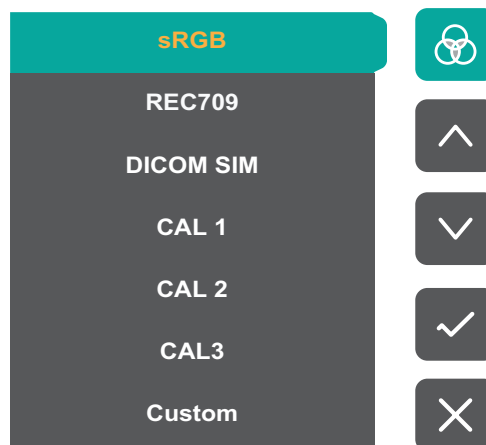 sRGB
REC709
DICOM SIM
CAL 1
CAL 2
CAL3
Custom